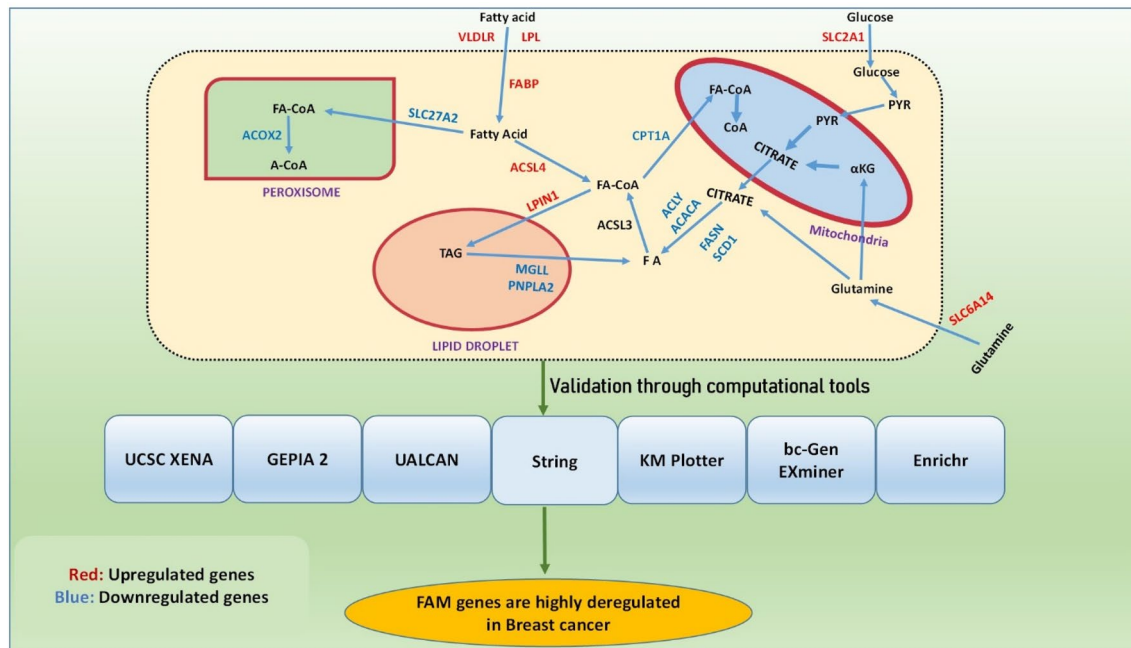 Fatty acid
VLDLR LPL
Glucose
SLC2A1
Glucose
PYR
FABP
FA-CoA
SLC27A2
Fatty Acid
ACOX2
A-CoA
PEROXISOME
ACSL4
FA-CoA
CPT1A
FA-CoA
CoA
PYR
CITRATE
αKG
CITRATE
Mitochondria
LPIN1
ACSL3
ACLY
ACACA
FASN
SCD1
TAG
F A
MGLL
PNPLA2
LIPID DROPLET
Glutamine
SLC6A14
Glutamine
Validation through computational tools
UCSC XENA
GEPIA 2
UALCAN
String
KM Plotter
bc-Gen
EXminer
Enrichr
Red: Upregulated genes
Blue: Downregulated genes
FAM genes are highly deregulated
in Breast cancer